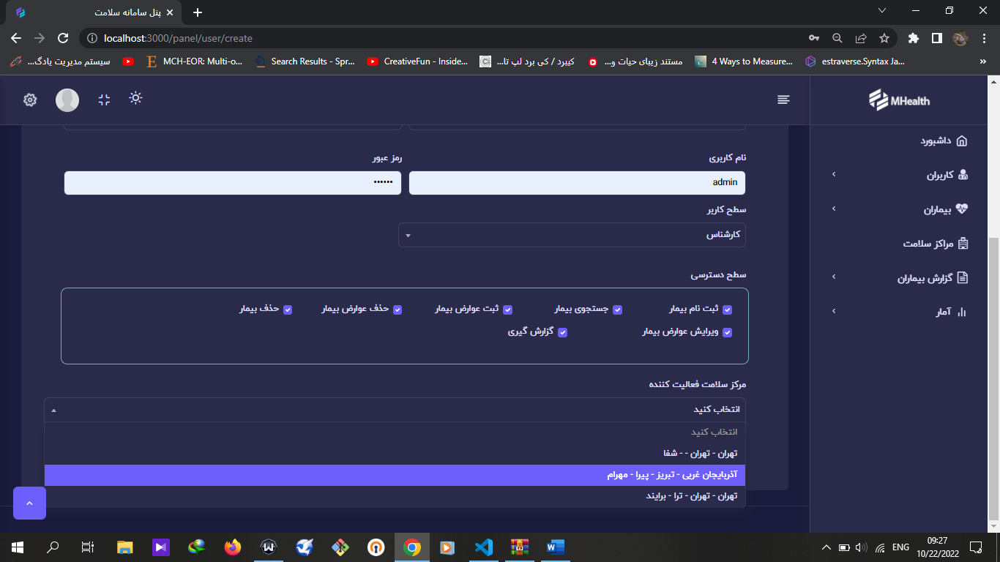 پنل سامانه سلامت
localhost:3000/panel/user/create
سیستم مدیریت یادگ...
MCH-EOR: Multi-o...
Search Results - Spr...
CreativeFun - Inside...
کیبرد / کی برد لپ تا...
مستند زیبای حیات و...
4 Ways to Measure...
estraverse.Syntax Ja...
»
MHealth
داشبورد
کاربران
بیماران
مراکز سلامت
گزارش بیماران
آمار
نام کاربری
رمز عبور
admin
••••••
سطح کاربر
کارشناس
سطح دسترسی
ثبت نام بیمار
جستجوی بیمار
ثبت عوارض بیمار
حذف عوارض بیمار
حذف بیمار
ویرایش عوارض بیمار
گزارش گیری
مرکز سلامت فعالیت کننده
انتخاب کنید
انتخاب کنید
تهران - تهران - - شفا
آذربایجان غربی - تبریز - پیرا - مهرام
تهران - تهران - ترا - برایند
ENG
09:27
10/22/2022